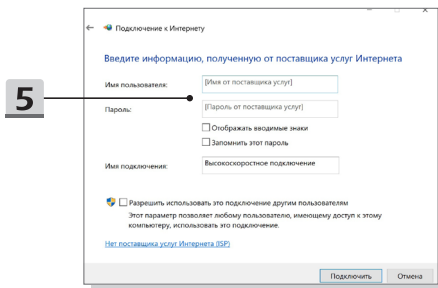 Подключение к Интернету
Введите информацию, полученную от поставщика услуг Интернета
Имя пользователя: [Имя от поставщика услуг]
5
Пароль: [Пароль от поставщика услуг]
Отображать вводимые знаки
Запомнить этот пароль
Имя подключения: Высокоскоростное подключение
Разрешить использовать это подключение другим пользователям
Этот параметр позволяет любому пользователю, имеющему доступ к этому
компьютеру, использовать это подключение.
Нет поставщика услуг Интернета (ISP)
Подключить Отмена